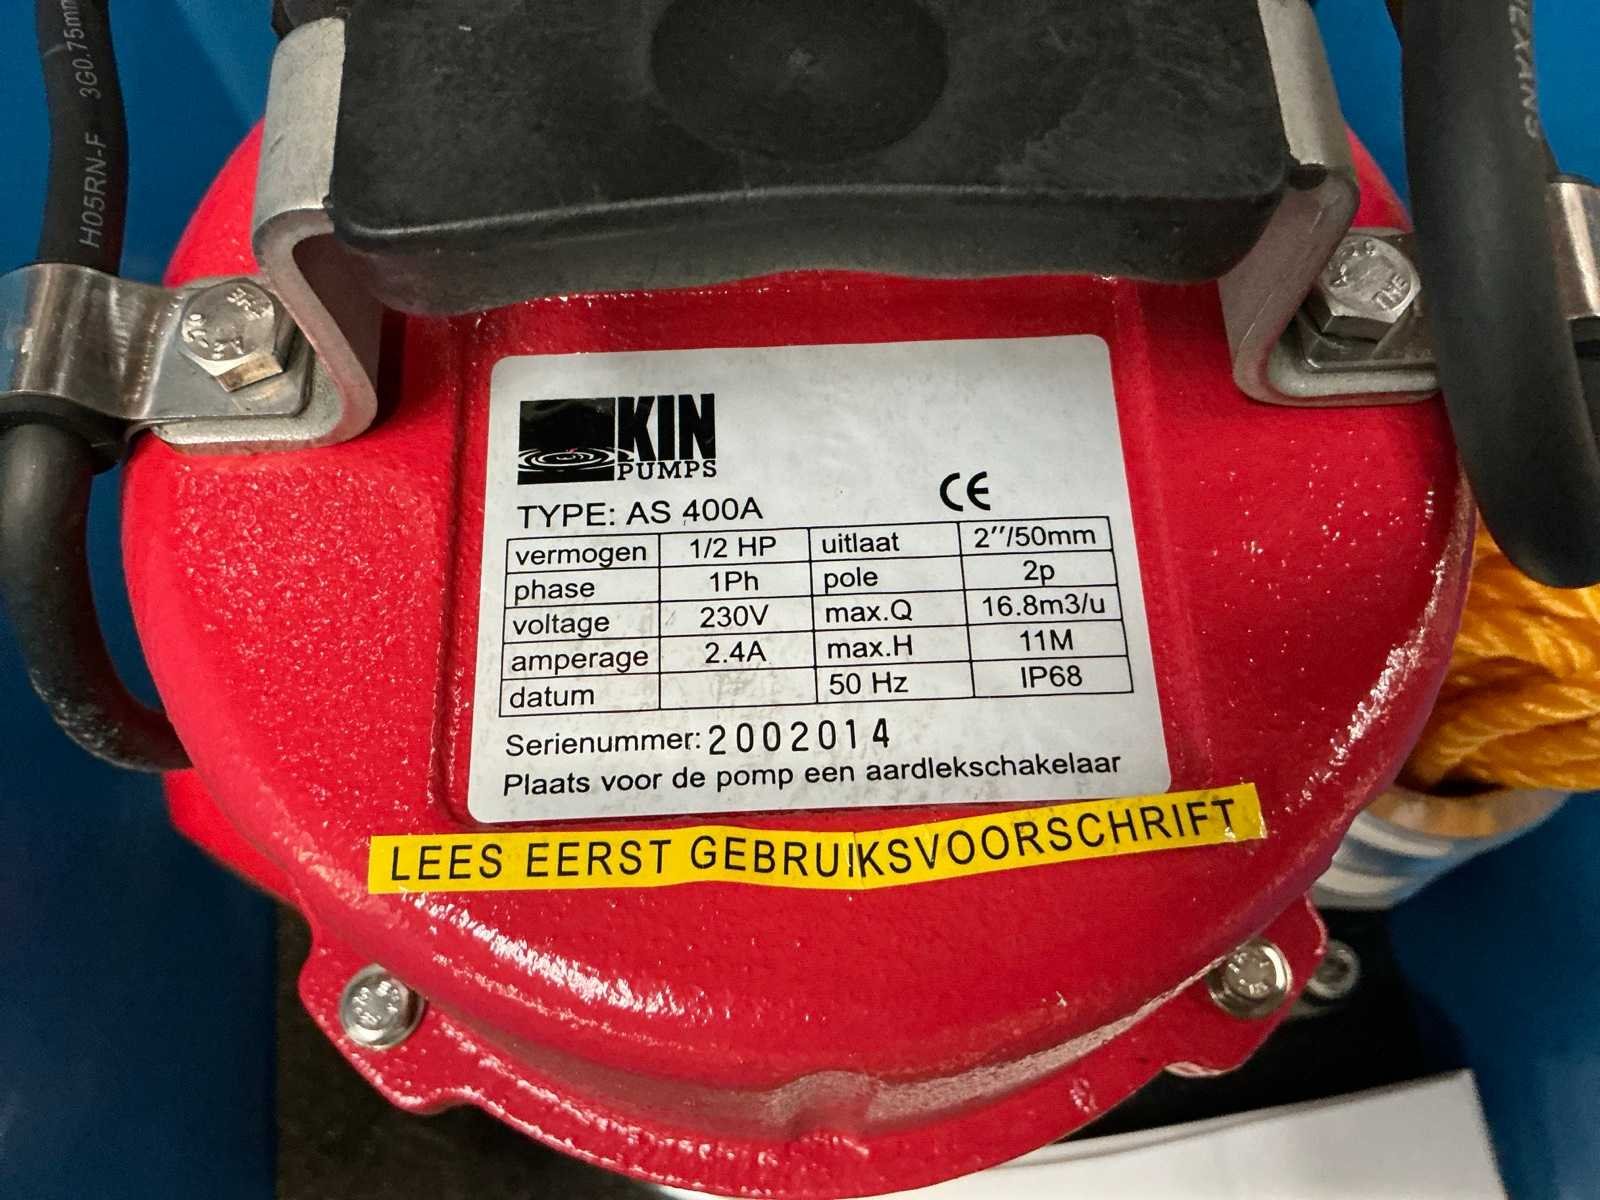 H05RN-F 3G0.75mm
NEXANS
KIN
PUMPS
TYPE: AS 400A CE
vermogen 1/2 HP uitlaat 2"/50mm
phase 1Ph pole 2p
voltage 230V max.Q 16.8m3/u
amperage 2.4A max.H 11M
datum 50 Hz IP68
Serienummer: 2002014
Plaats voor de pomp een aardlekschakelaar
LEES EERST GEBRUIKSVOORSCHRIFT